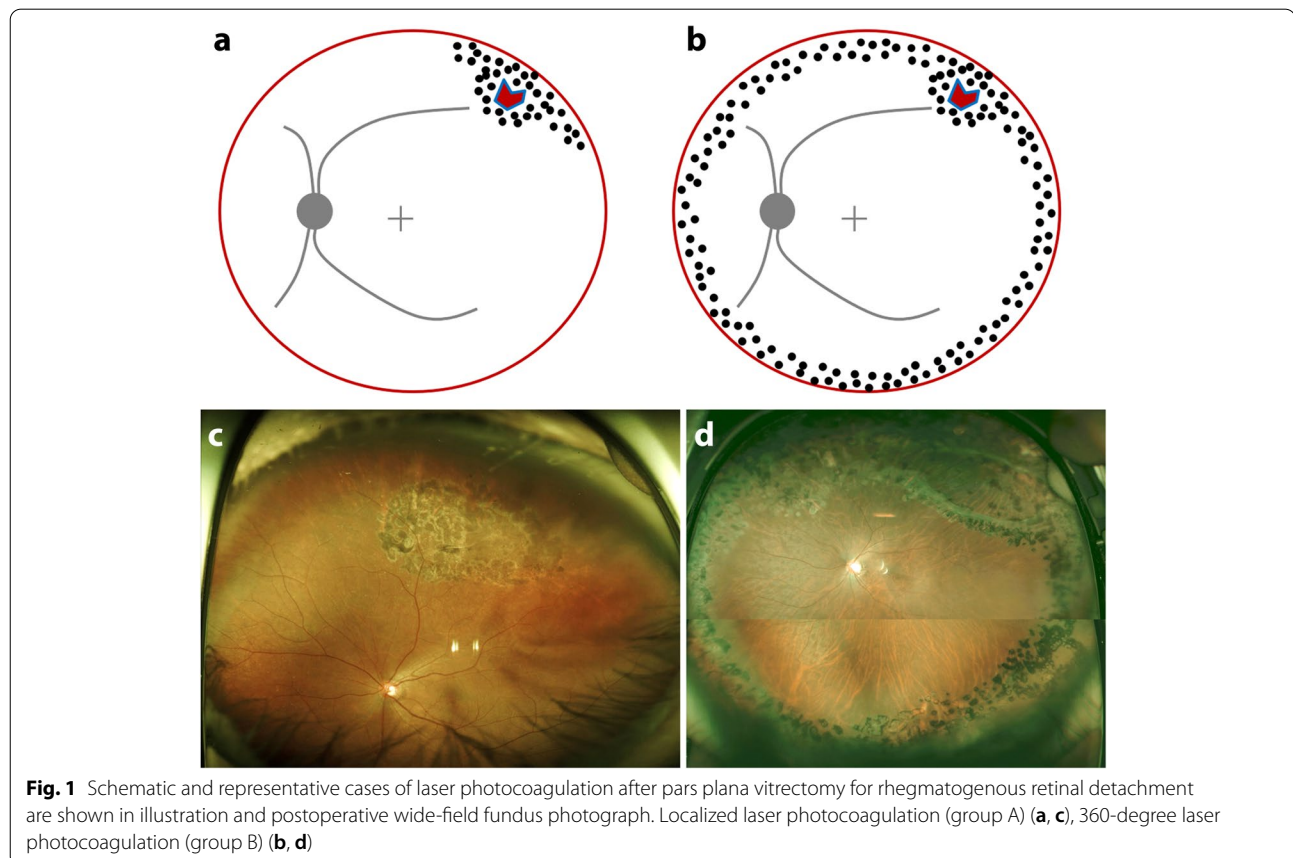 a
b
c
d
Fig. 1 Schematic and representative cases of laser photocoagulation after pars plana vitrectomy for rhegmatogenous retinal detachment
are shown in illustration and postoperative wide-field fundus photograph. Localized laser photocoagulation (group A) (a, c), 360-degree laser
photocoagulation (group B) (b, d)